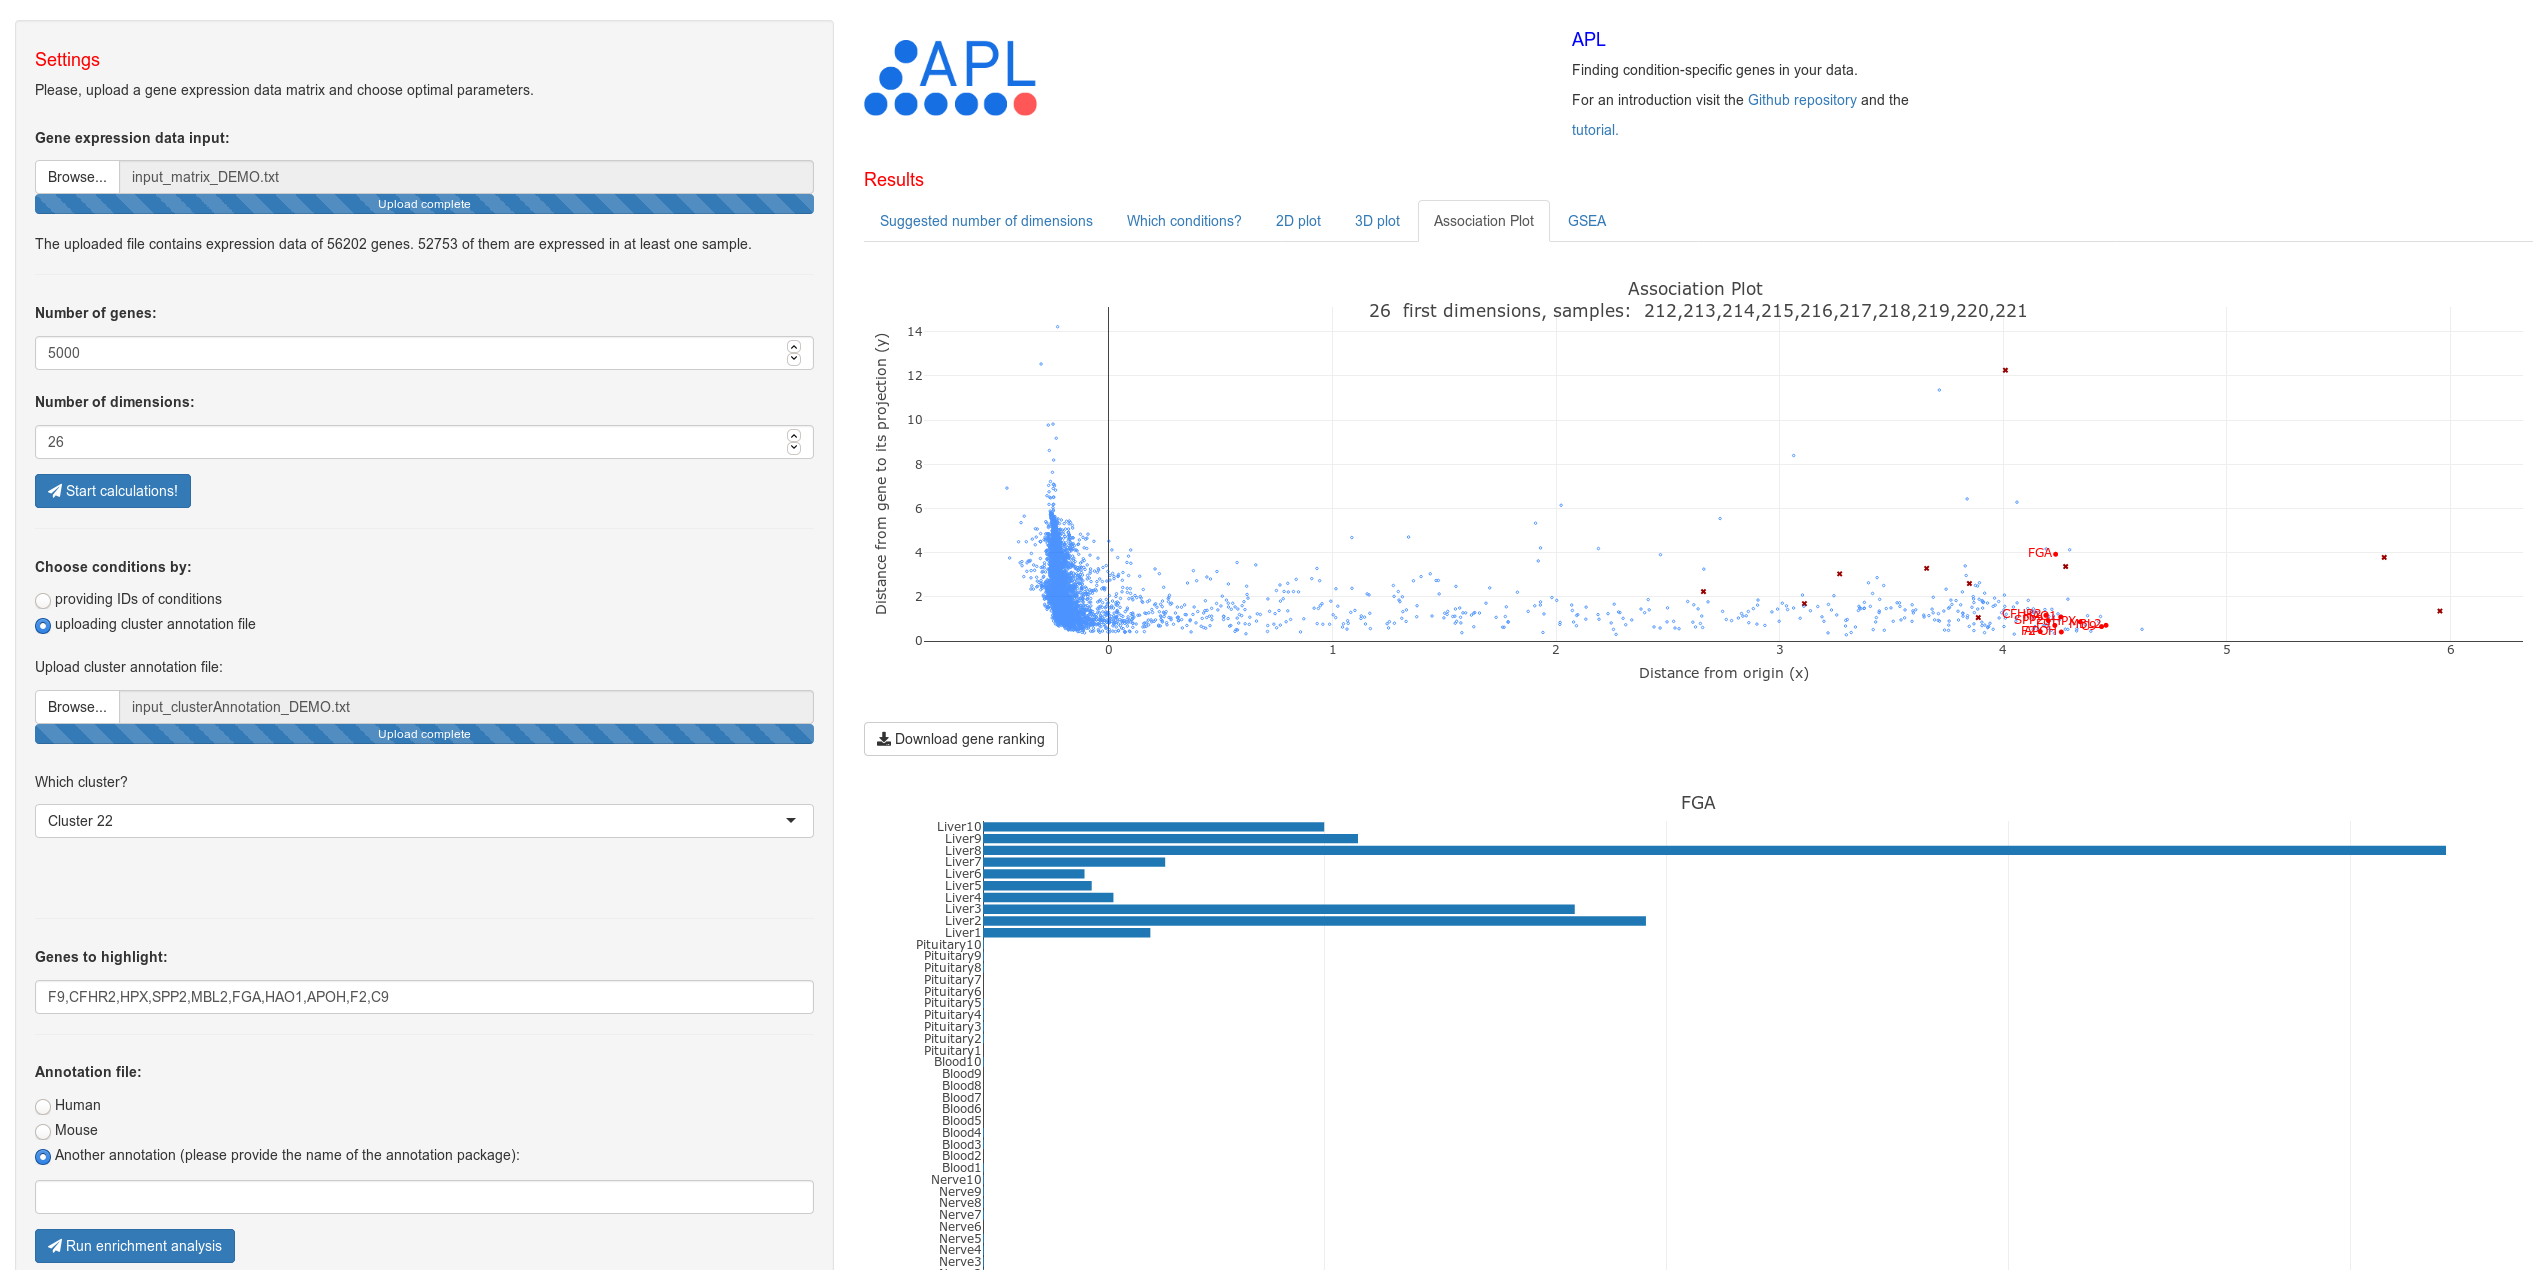 Settings
Please, upload a gene expression data matrix and choose optimal parameters.
Gene expression data input:
Browse... input_matrix_DEMO.txt
Upload complete
The uploaded file contains expression data of 56202 genes. 52753 of them are expressed in at least one sample.
Number of genes:
5000
Number of dimensions:
26
Start calculations!
Choose conditions by:
providing IDs of conditions
uploading cluster annotation file
Upload cluster annotation file:
Browse... input_clusterAnnotation_DEMO.txt
Upload complete
Which cluster?
Cluster 22
Genes to highlight:
F9,CFHR2,HPX,SPP2,MBL2,FGA,HAO1,APOH,F2,C9
Annotation file:
Human
Mouse
Another annotation (please provide the name of the annotation package):
Run enrichment analysis
APL
APL
Finding condition-specific genes in your data.
For an introduction visit the Github repository and the
tutorial.
Results
Suggested number of dimensions Which conditions? 2D plot 3D plot Association Plot GSEA
Association Plot
26 first dimensions, samples: 212,213,214,215,216,217,218,219,220,221
Distance from gene to its projection (y)
14
12
10
8
6
4
2
0
FGA
CFHR2
SPP2
HPX
MBL2
C9
F2
APOH
0 1 2 3 4 5 6
Distance from origin (x)
Download gene ranking
FGA
Liver10
Liver9
Liver8
Liver7
Liver6
Liver5
Liver4
Liver3
Liver2
Liver1
Pituitary10
Pituitary9
Pituitary8
Pituitary7
Pituitary6
Pituitary5
Pituitary4
Pituitary3
Pituitary2
Pituitary1
Blood10
Blood9
Blood8
Blood7
Blood6
Blood5
Blood4
Blood3
Blood2
Blood1
Nerve10
Nerve9
Nerve8
Nerve7
Nerve6
Nerve5
Nerve4
Nerve3